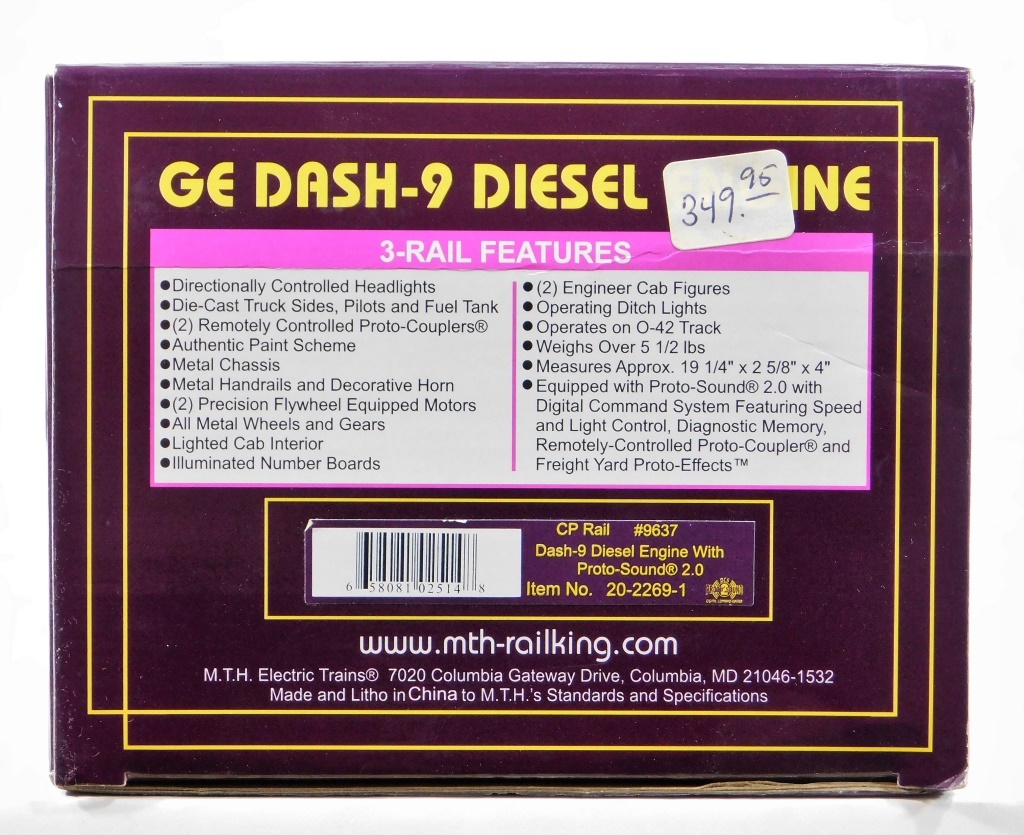 GE DASH-9 DIESEL INE
349.95
3-RAIL FEATURES
●Directionally Controlled Headlights
●Die-Cast Truck Sides, Pilots and Fuel Tank
●(2) Remotely Controlled Proto-Couplers®
●Authentic Paint Scheme
●Metal Chassis
●Metal Handrails and Decorative Horn
●(2) Precision Flywheel Equipped Motors
●All Metal Wheels and Gears
●Lighted Cab Interior
●Illuminated Number Boards
● (2) Engineer Cab Figures
● Operating Ditch Lights
● Operates on O-42 Track
● Weighs Over 5 1/2 lbs
● Measures Approx. 19 1/4" x 2 5/8" x 4"
● Equipped with Proto-Sound® 2.0 with
Digital Command System Featuring Speed
and Light Control, Diagnostic Memory,
Remotely-Controlled Proto-Coupler® and
Freight Yard Proto-Effects™
6 58081 02514 8
CP Rail #9637
Dash-9 Diesel Engine With
Proto-Sound® 2.0
Item No. 20-2269-1
www.mth-railking.com
M.T.H. Electric Trains® 7020 Columbia Gateway Drive, Columbia, MD 21046-1532
Made and Litho in China to M.T.H.'s Standards and Specifications